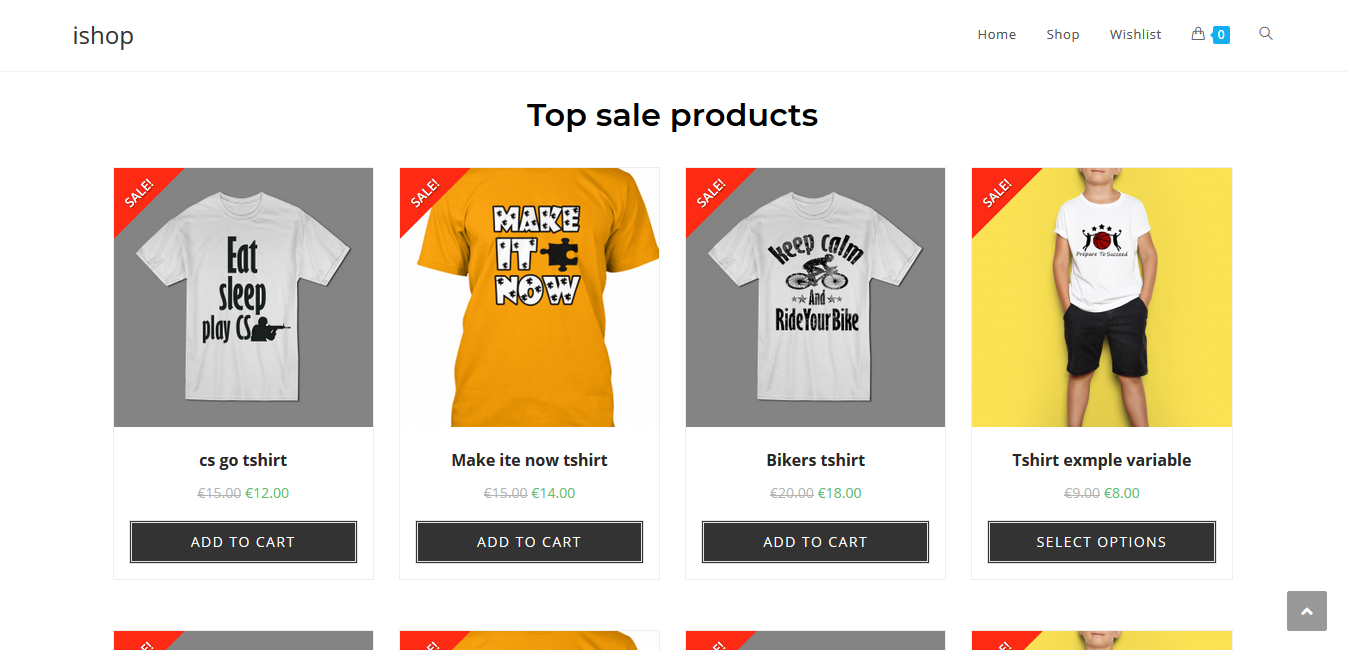 ishop
Home Shop Wishlist 0
Top sale products
SALE! SALE! SALE! SALE!
Eat
sleep
play CS
MAKE
IT
NOW
keep calm
And
Ride Your Bike
Prepare To Succeed
cs go tshirt Make ite now tshirt Bikers tshirt Tshirt exmple variable
€15.00 €12.00 €15.00 €14.00 €20.00 €18.00 €9.00 €8.00
ADD TO CART ADD TO CART ADD TO CART SELECT OPTIONS